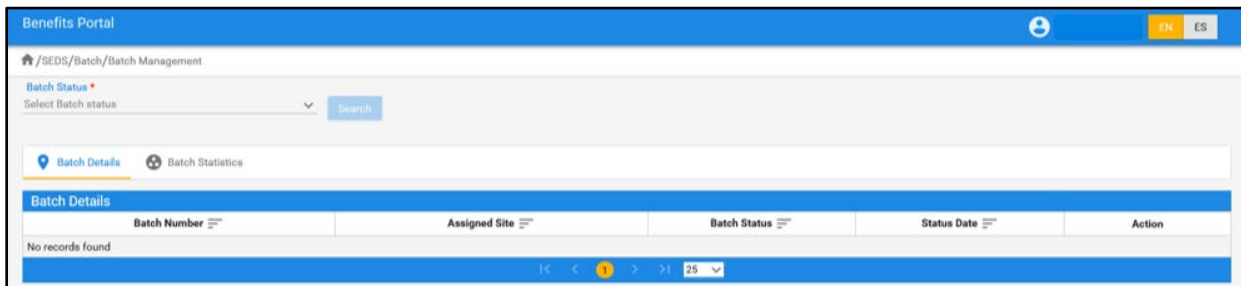 Benefits Portal
EN ES
/SEDS/Batch/Batch Management
Batch Status *
Select Batch status
Search
Batch Details Batch Statistics
Batch Details
Batch Number Assigned Site Batch Status Status Date Action
No records found
1 25